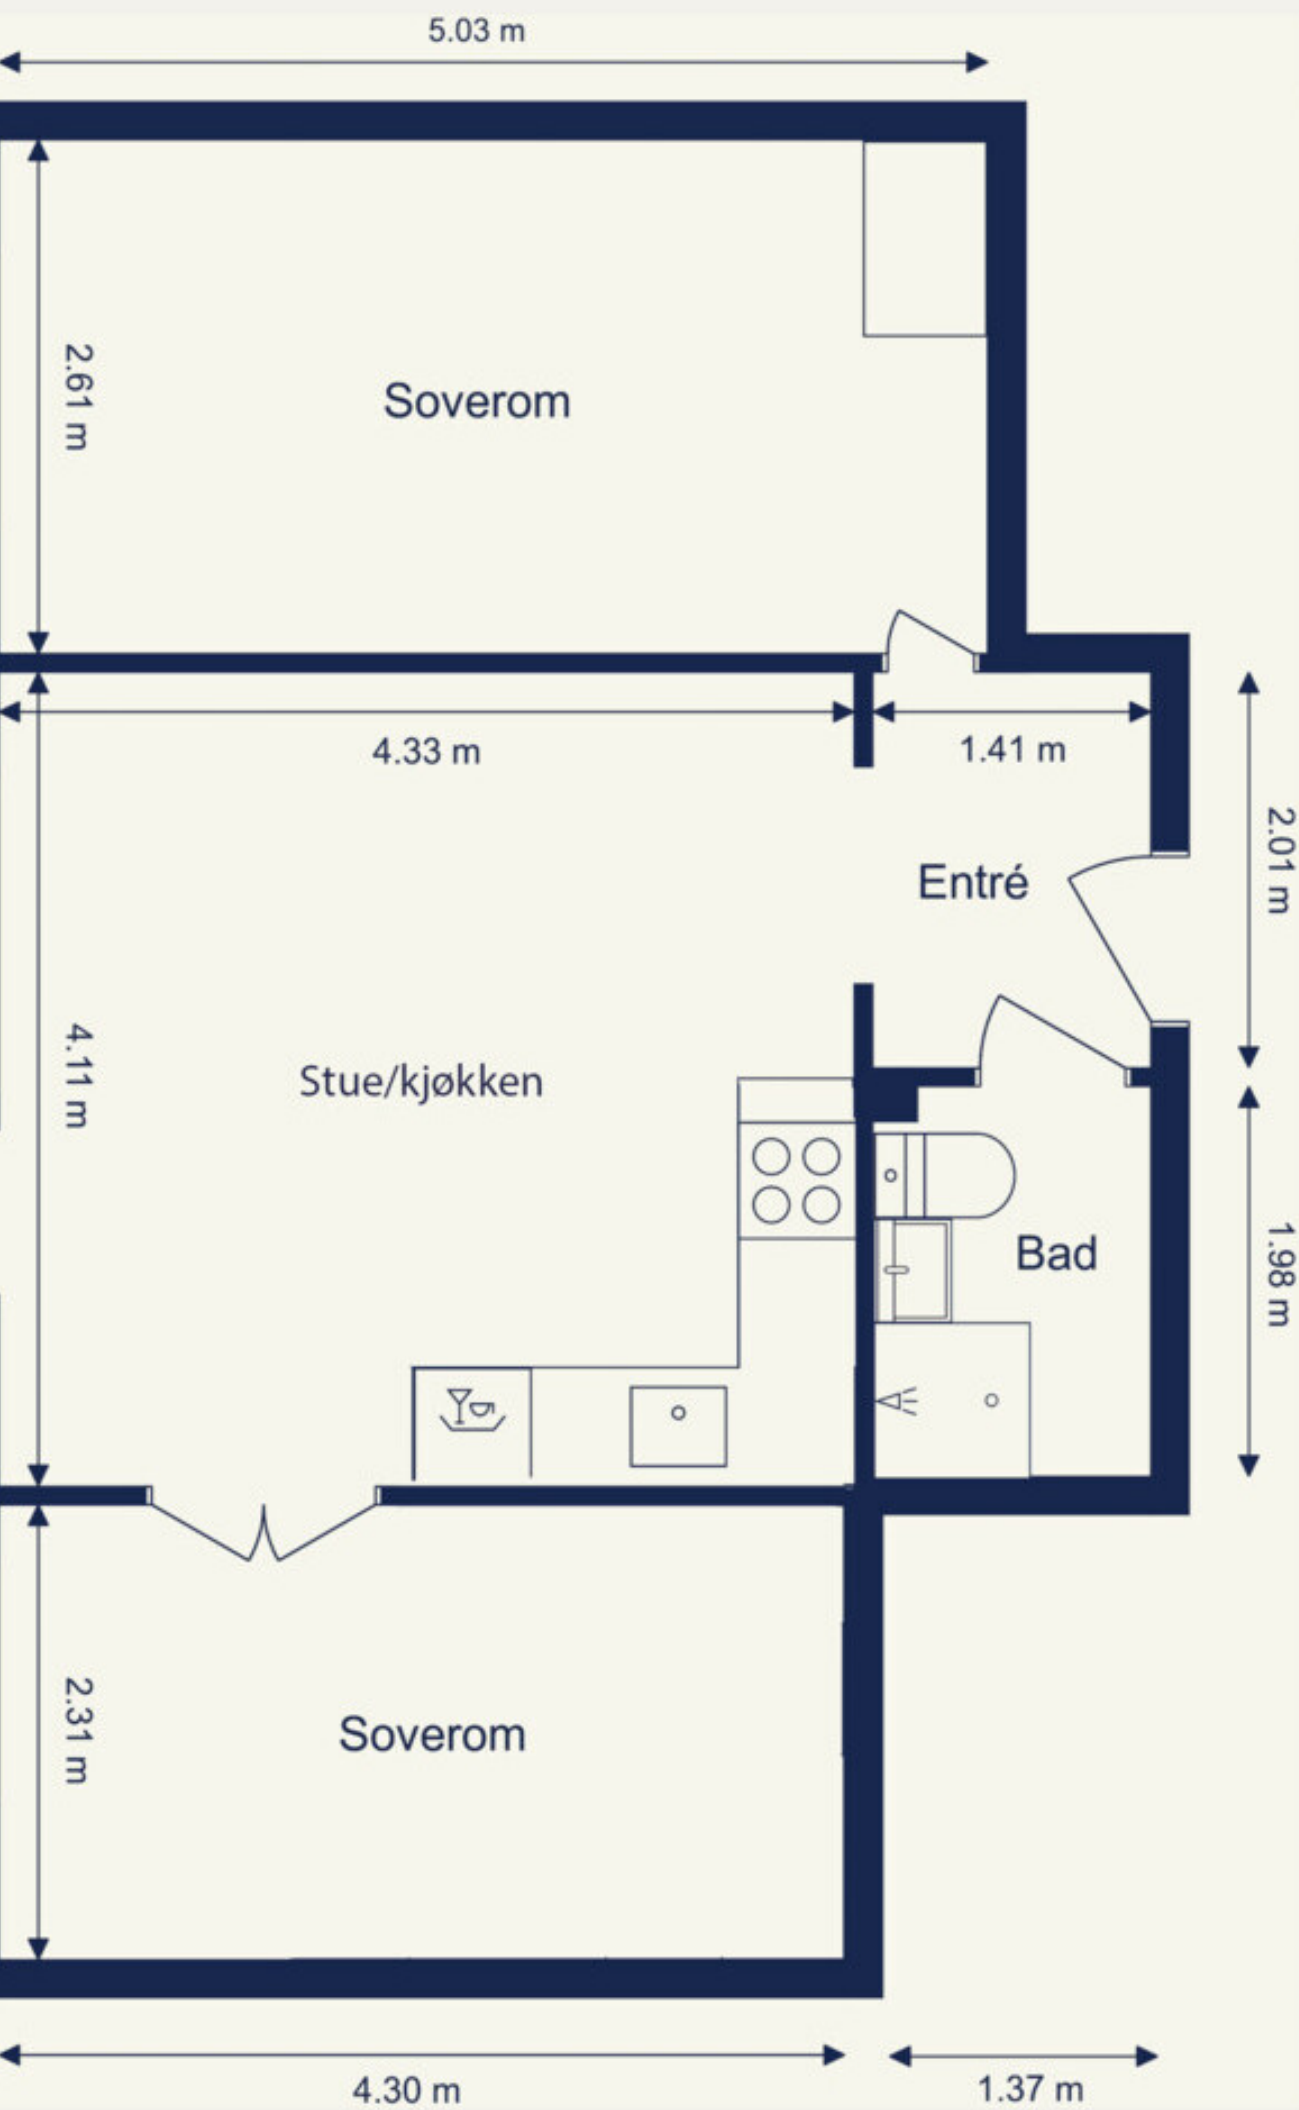 5.03 m
2.61 m
Soverom
4.33 m
1.41 m
2.01 m
Entré
4.11 m
Stue/kjøkken
Bad
1.98 m
2.31 m
Soverom
4.30 m
1.37 m